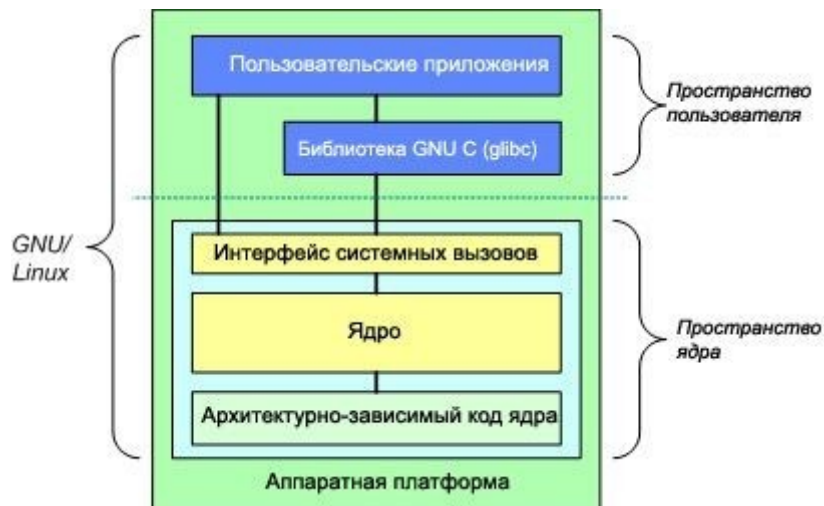 Пользовательские приложения
Пространство
пользователя
Библиотека GNU C (glibc)
GNU/
Linux
Интерфейс системных вызовов
Ядро
Пространство
ядра
Архитектурно-зависимый код ядра
Аппаратная платформа